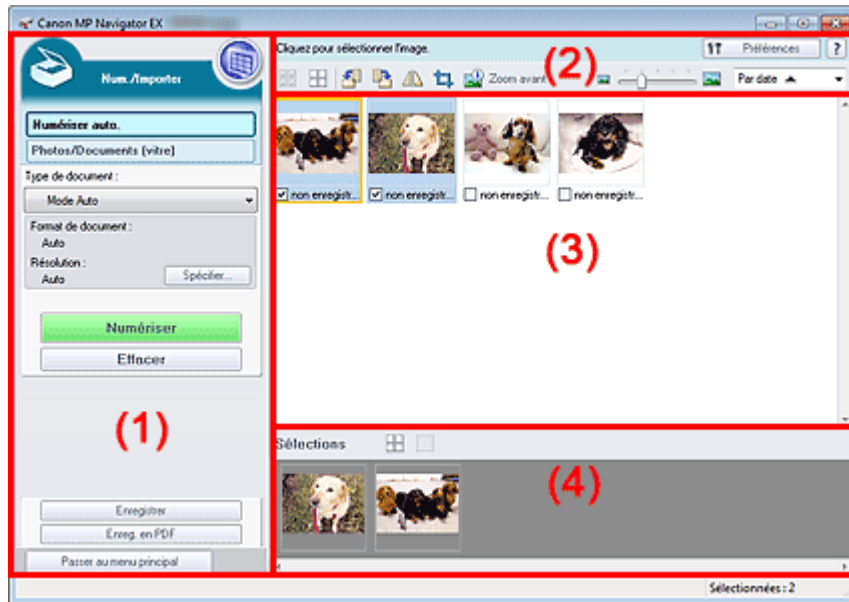 Canon MP Navigator EX
Num./Importer
Cliquez pour sélectionner l'image.
Préférences
?
Zoom avant
Par date
(2)
Numériser auto.
Photos/Documents (vitre)
Type de document :
Mode Auto
Format de document :
Auto
Résolution :
Auto
Spécifier...
Numériser
Effacer
(1)
Enregistrer
Enreg. en PDF
Passer au menu principal
non enregistr...
non enregistr...
non enregistr...
non enregistr...
(3)
Sélections
(4)
Sélectionnées : 2